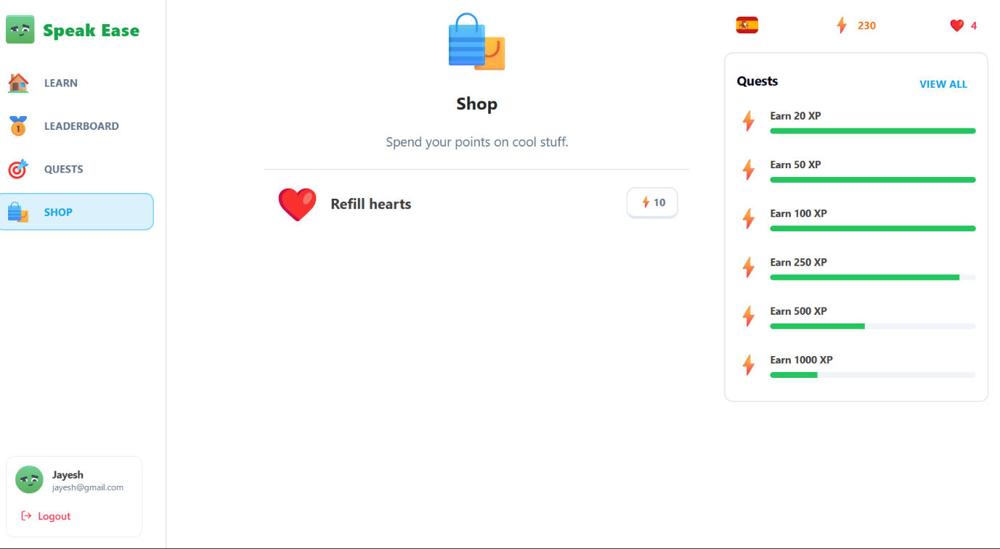 Speak Ease
LEARN
1
LEADERBOARD
QUESTS
SHOP
Jayesh
jayesh@gmail.com
Logout
Shop
Spend your points on cool stuff.
Refill hearts
10
230
4
Quests
VIEW ALL
Earn 20 XP
Earn 50 XP
Earn 100 XP
Earn 250 XP
Earn 500 XP
Earn 1000 XP